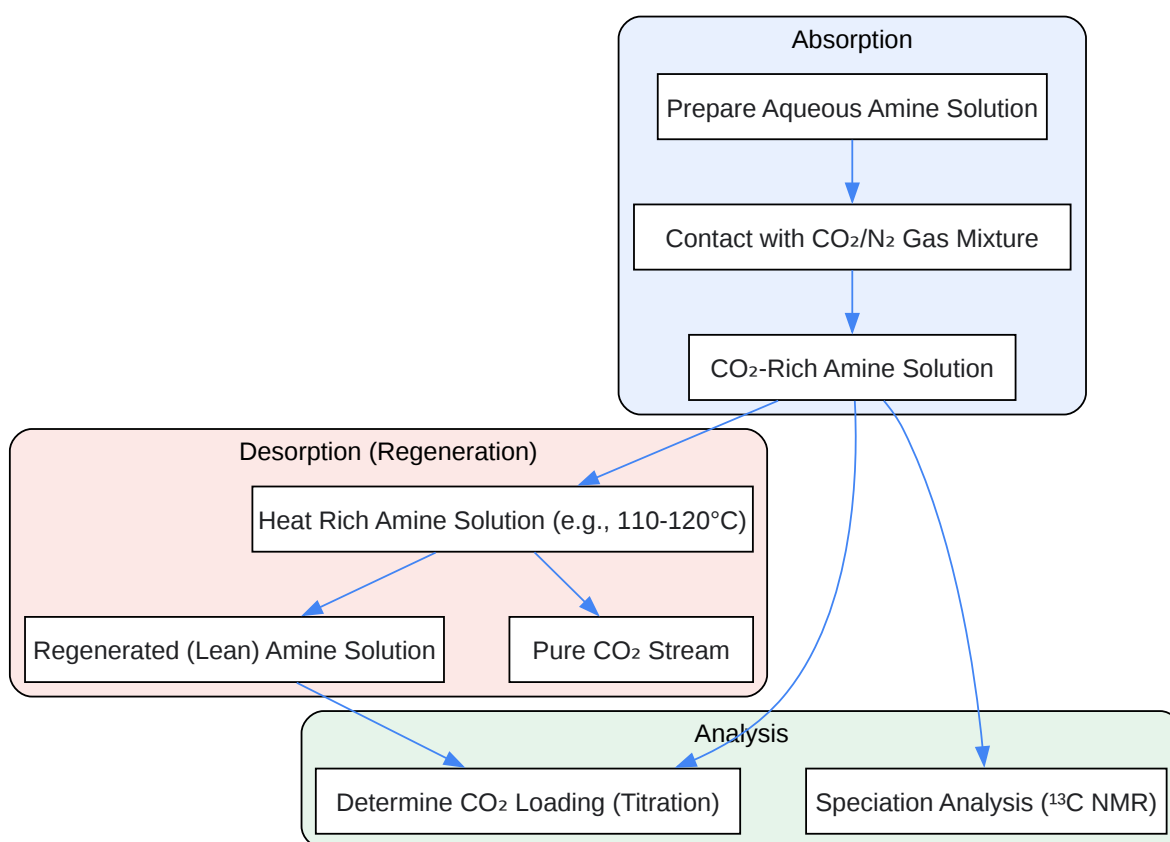 Absorption
Prepare Aqueous Amine Solution
Contact with CO₂/N₂ Gas Mixture
CO₂-Rich Amine Solution
Desorption (Regeneration)
Heat Rich Amine Solution (e.g., 110-120°C)
Regenerated (Lean) Amine Solution
Pure CO₂ Stream
Analysis
Determine CO₂ Loading (Titration)
Speciation Analysis (¹³C NMR)